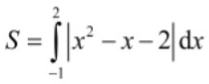 S = ∫_{-1}^{2} |x² − x − 2| dx